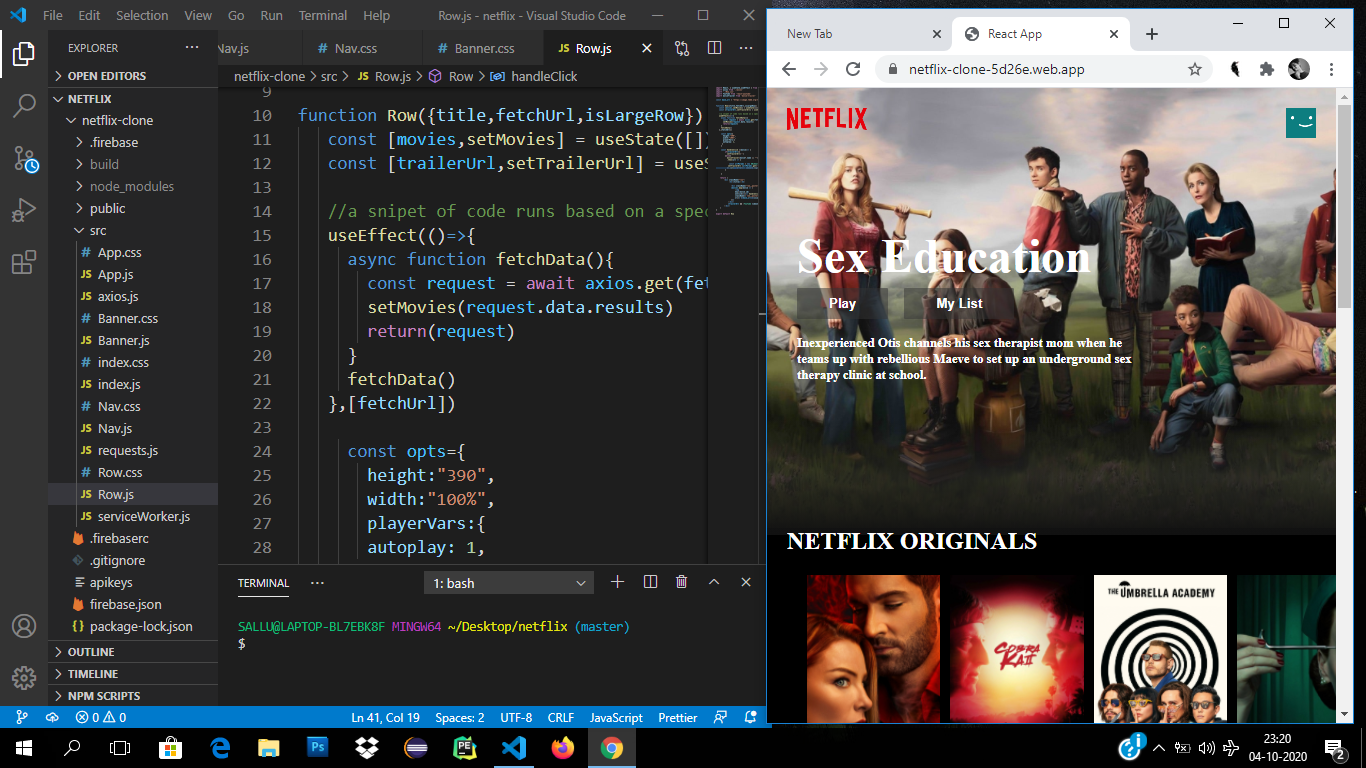 File Edit Selection View Go Run Terminal Help Row.js - netflix - Visual Studio Code
EXPLORER
OPEN EDITORS
NETFLIX
netflix-clone
.firebase
build
node_modules
public
src
# App.css
JS App.js
JS axios.js
# Banner.css
JS Banner.js
# index.css
JS index.js
# Nav.css
JS Nav.js
JS requests.js
# Row.css
JS Row.js
JS serviceWorker.js
.firebaserc
.gitignore
apikeys
firebase.json
{} package-lock.json
OUTLINE
TIMELINE
NPM SCRIPTS
Nav.js # Nav.css # Banner.css JS Row.js
netflix-clone > src > JS Row.js > Row > handleClick
9
10 function Row({title,fetchUrl,isLargeRow})
11 const [movies,setMovies] = useState([])
12 const [trailerUrl,setTrailerUrl] = useS
13
14 //a snipet of code runs based on a spec
15 useEffect(()=>{
16 async function fetchData(){
17 const request = await axios.get(fet
18 setMovies(request.data.results)
19 return(request)
20 }
21 fetchData()
22 },[fetchUrl])
23
24 const opts={
25 height:"390",
26 width:"100%",
27 playerVars:{
28 autoplay: 1,
TERMINAL ··· 1: bash
SALLU@LAPTOP-BL7EBK8F MINGW64 ~/Desktop/netflix (master)
$
0 0 Ln 41, Col 19 Spaces: 2 UTF-8 CRLF JavaScript Prettier
New Tab React App
netflix-clone-5d26e.web.app
NETFLIX
Sex Education
Play My List
Inexperienced Otis channels his sex therapist mom when he
teams up with rebellious Maeve to set up an underground sex
therapy clinic at school.
NETFLIX ORIGINALS
COBRA KAI
THE UMBRELLA ACADEMY
Ps
PE
23:20
04-10-2020
2